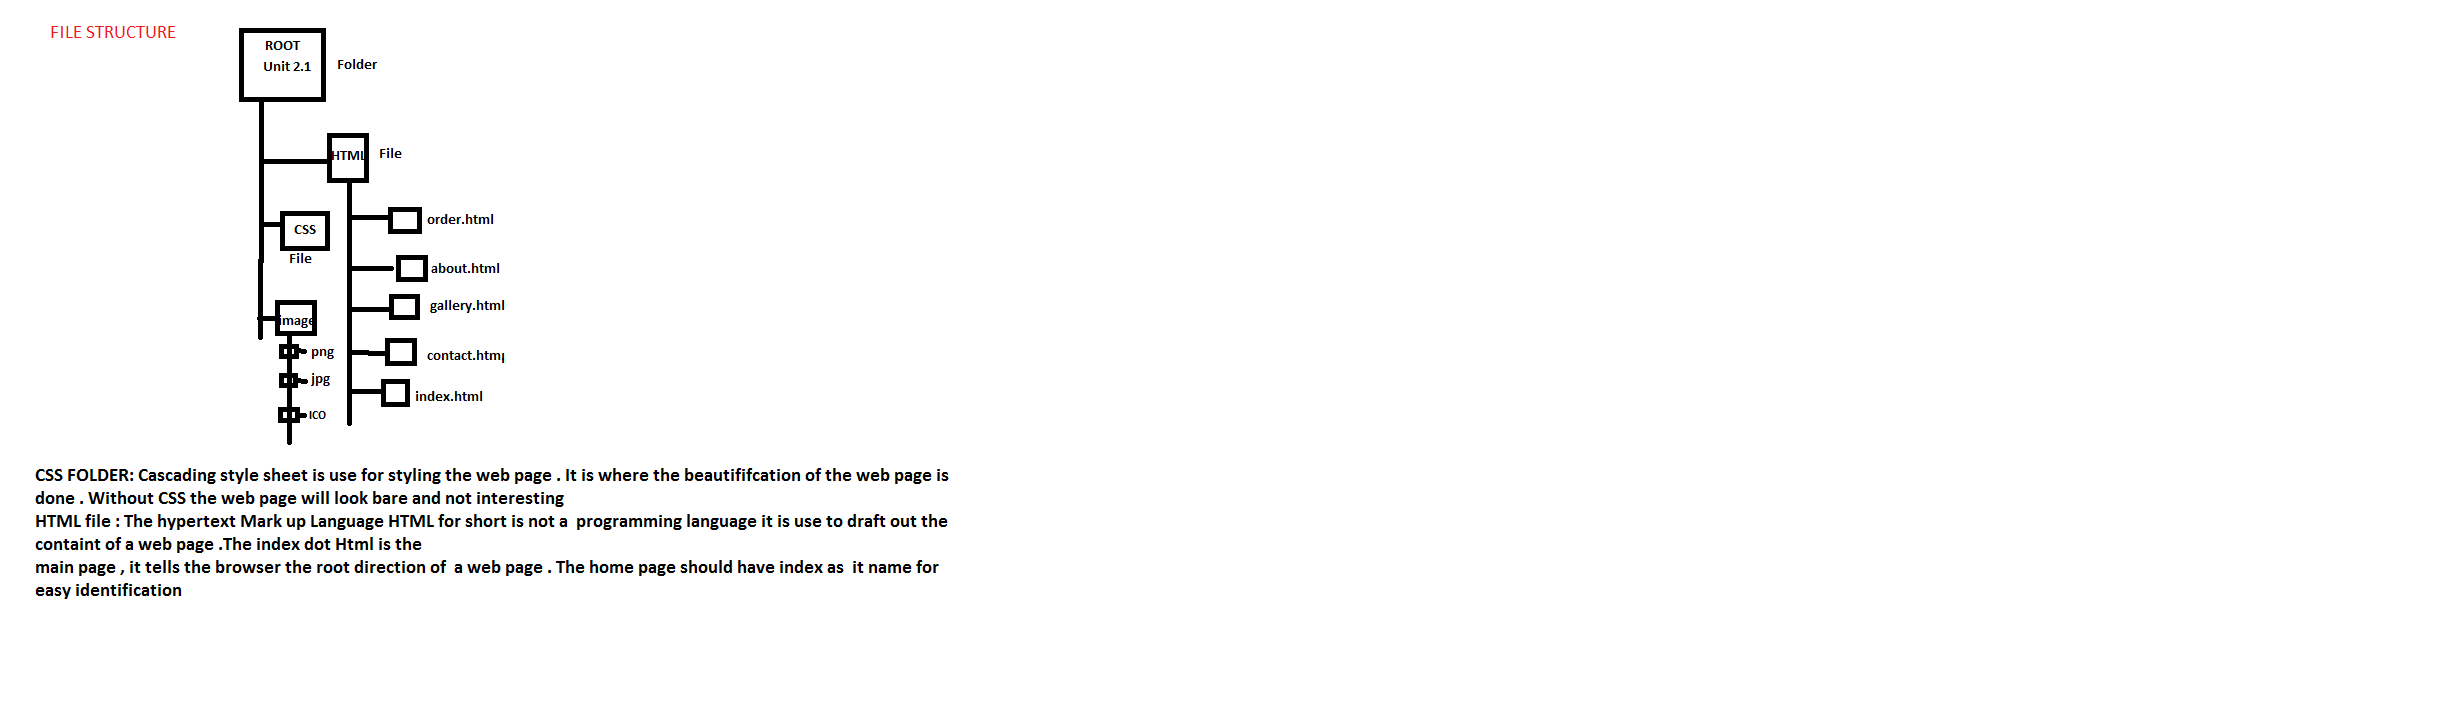 FILE STRUCTURE
ROOT
Unit 2.1
Folder
HTML
File
order.html
CSS
File
about.html
gallery.html
image
png
contact.html
jpg
index.html
ICO
CSS FOLDER: Cascading style sheet is use for styling the web page . It is where the beautififcation of the web page is
done . Without CSS the web page will look bare and not interesting
HTML file : The hypertext Mark up Language HTML for short is not a programming language it is use to draft out the
containt of a web page .The index dot Html is the
main page , it tells the browser the root direction of a web page . The home page should have index as it name for
easy identification